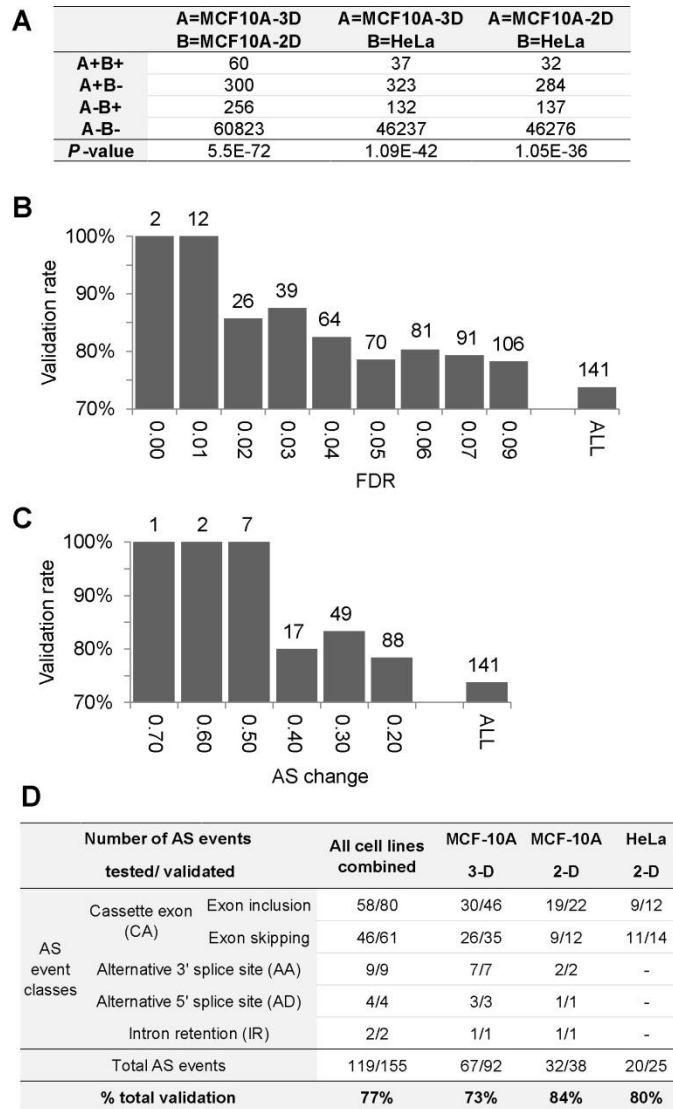 A
A=MCF10A-3D A=MCF10A-3D A=MCF10A-2D
B=MCF10A-2D B=HeLa B=HeLa
A+B+ 60 37 32
A+B- 300 323 284
A-B+ 256 132 137
A-B- 60823 46237 46276
P-value 5.5E-72 1.09E-42 1.05E-36
B
Validation rate
100%
90%
80%
70%
2 12 26 39 64 70 81 91 106 141
0.00 0.01 0.02 0.03 0.04 0.05 0.06 0.07 0.09 ALL
FDR
C
Validation rate
100%
90%
80%
70%
1 2 7 17 49 88 141
0.70 0.60 0.50 0.40 0.30 0.20 ALL
AS change
D
Number of AS events All cell lines MCF-10A MCF-10A HeLa
tested/ validated combined 3-D 2-D 2-D
AS event classes
Cassette exon (CA)
Exon inclusion 58/80 30/46 19/22 9/12
Exon skipping 46/61 26/35 9/12 11/14
Alternative 3' splice site (AA) 9/9 7/7 2/2 -
Alternative 5' splice site (AD) 4/4 3/3 1/1 -
Intron retention (IR) 2/2 1/1 1/1 -
Total AS events 119/155 67/92 32/38 20/25
% total validation 77% 73% 84% 80%